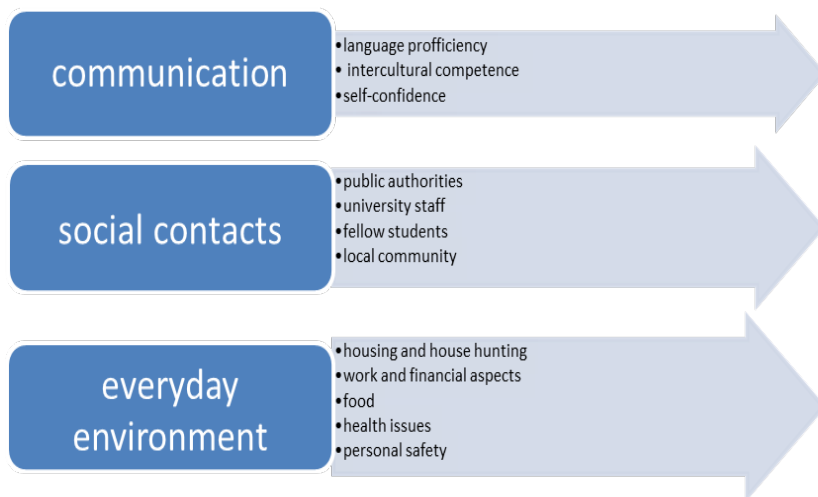 communication
•language profficiency
• intercultural competence
•self-confidence
social contacts
•public authorities
•university staff
•fellow students
•local community
everyday
environment
•housing and house hunting
•work and financial aspects
•food
•health issues
•personal safety